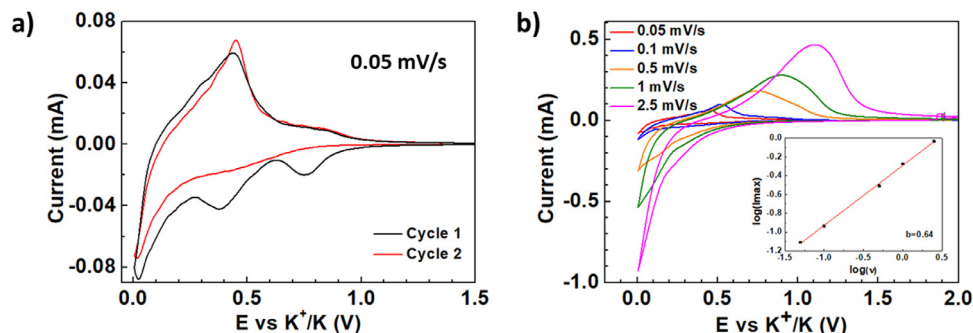 a)
0.05 mV/s
Current (mA)
0.08
0.04
0.00
-0.04
-0.08
Cycle 1
Cycle 2
0.0
0.5
1.0
1.5
E vs K⁺/K (V)
b)
0.05 mV/s
0.1 mV/s
0.5 mV/s
1 mV/s
2.5 mV/s
Current (mA)
0.5
0.0
-0.5
-1.0
log(Imax)
0.0
-0.2
-0.4
-0.6
-0.8
-1.0
-1.2
b=0.64
-1.5
-1.0
-0.5
0.0
0.5
log(ν)
0.0
0.5
1.0
1.5
2.0
E vs K⁺/K (V)